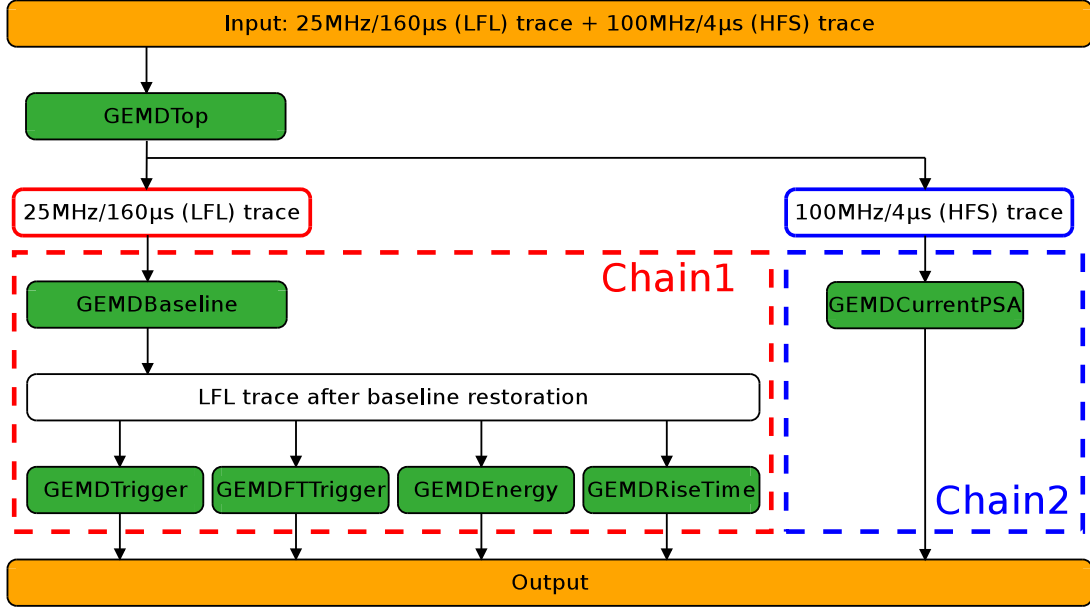 Input: 25MHz/160µs (LFL) trace + 100MHz/4µs (HFS) trace
GEMDTop
25MHz/160µs (LFL) trace
100MHz/4µs (HFS) trace
Chain1
GEMDBaseline
GEMDCurrentPSA
LFL trace after baseline restoration
GEMDTrigger
GEMDFTTrigger
GEMDEnergy
GEMDRiseTime
Chain2
Output